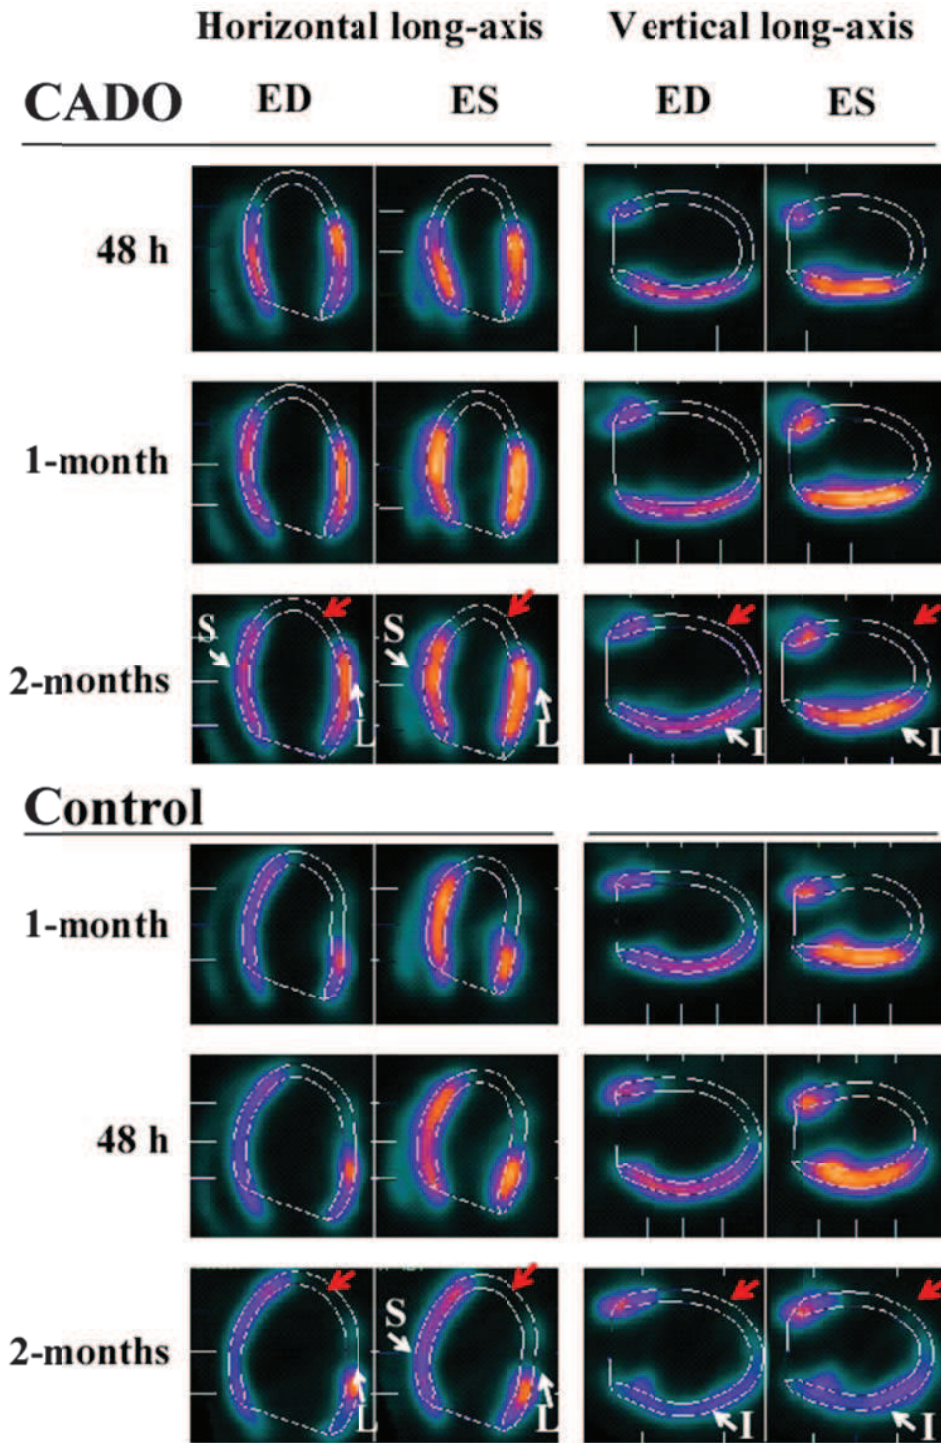 Horizontal long-axis Vertical long-axis
CADO ED ES ED ES
48 h
1-month
2-months
S S
L L I I
Control
1-month
48 h
2-months
S
L L I I